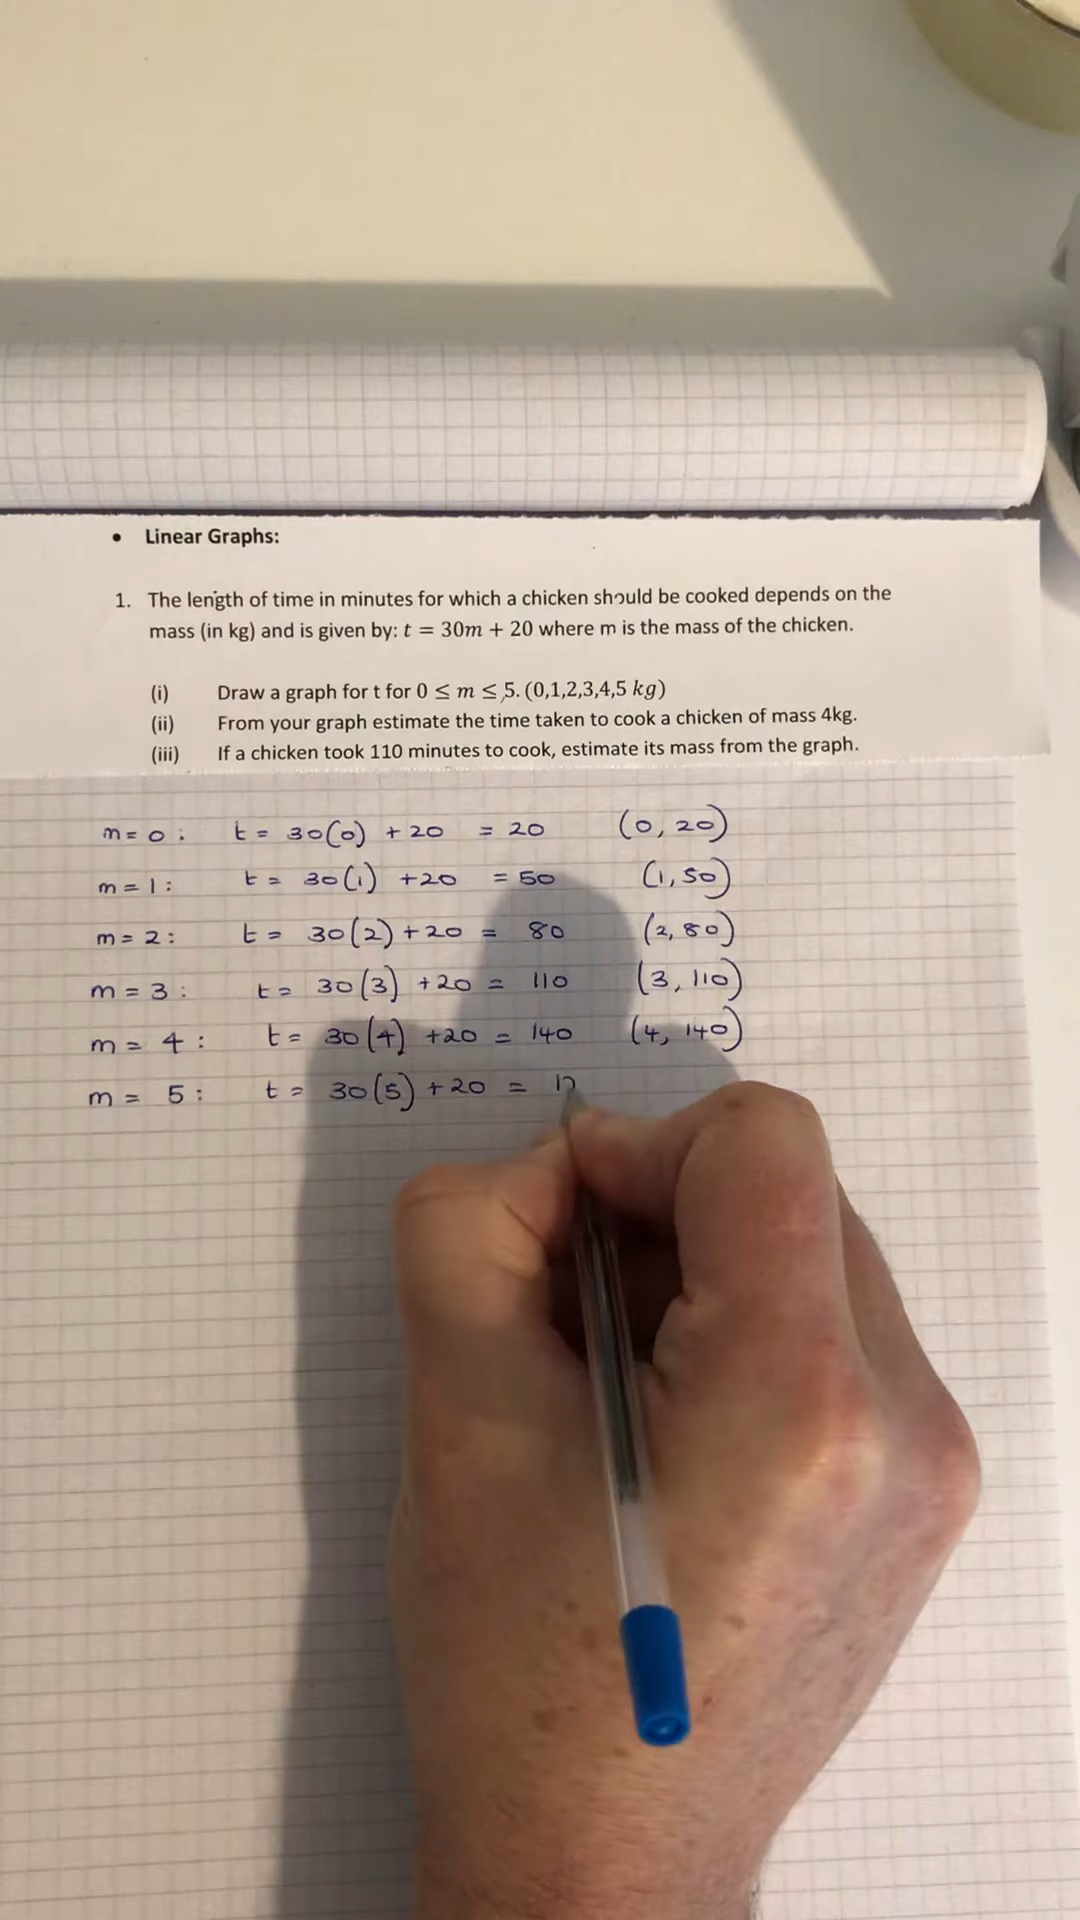 • Linear Graphs:
1. The length of time in minutes for which a chicken should be cooked depends on the
mass (in kg) and is given by: t = 30m + 20 where m is the mass of the chicken.
(i) Draw a graph for t for 0 ≤ m ≤ 5. (0,1,2,3,4,5 kg)
(ii) From your graph estimate the time taken to cook a chicken of mass 4kg.
(iii) If a chicken took 110 minutes to cook, estimate its mass from the graph.
m = 0 : t = 30(0) + 20 = 20 (0, 20)
m = 1 : t = 30(1) +20 = 50 (1, 50)
m = 2 : t = 30(2) + 20 = 80 (2, 80)
m = 3 : t = 30(3) +20 = 110 (3, 110)
m = 4 : t = 30(4) +20 = 140 (4, 140)
m = 5 : t = 30(5) + 20 =